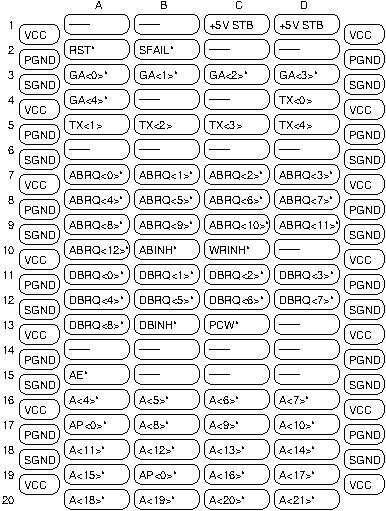 A B C D
1 — — +5V STB +5V STB
VCC VCC
2 RST* SFAIL* — —
PGND PGND
3 GA<0>* GA<1>* GA<2>* GA<3>*
SGND SGND
4 GA<4>* — — TX<0>
VCC VCC
5 TX<1> TX<2> TX<3> TX<4>
PGND PGND
6 — — — —
SGND SGND
7 ABRQ<0>* ABRQ<1>* ABRQ<2>* ABRQ<3>*
VCC VCC
8 ABRQ<4>* ABRQ<5>* ABRQ<6>* ABRQ<7>*
PGND PGND
9 ABRQ<8>* ABRQ<9>* ABRQ<10>* ABRQ<11>*
SGND SGND
10 ABRQ<12>* ABINH* WRINH* —
VCC VCC
11 DBRQ<0>* DBRQ<1>* DBRQ<2>* DBRQ<3>*
PGND PGND
12 DBRQ<4>* DBRQ<5>* DBRQ<6>* DBRQ<7>*
SGND SGND
13 DBRQ<8>* DBINH* PCW* —
VCC VCC
14 — — — —
PGND PGND
15 AE* — — —
SGND SGND
16 A<4>* A<5>* A<6>* A<7>*
VCC VCC
17 AP<0>* A<8>* A<9>* A<10>*
PGND PGND
18 A<11>* A<12>* A<13>* A<14>*
SGND SGND
19 A<15>* AP<0>* A<16>* A<17>*
VCC VCC
20 A<18>* A<19>* A<20>* A<21>*